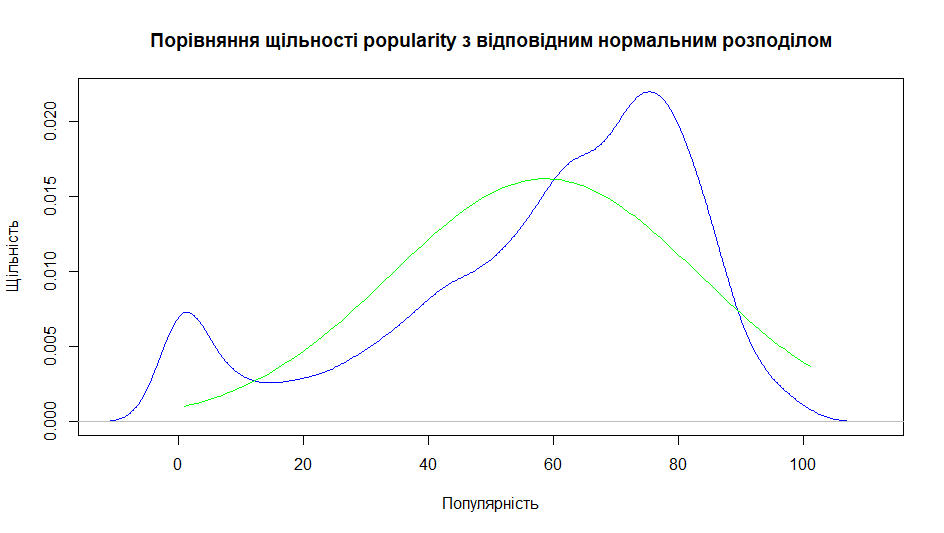 Порівняння щільності popularity з відповідним нормальним розподілом
Щільність
0.020
0.015
0.010
0.005
0.000
0 20 40 60 80 100
Популярність